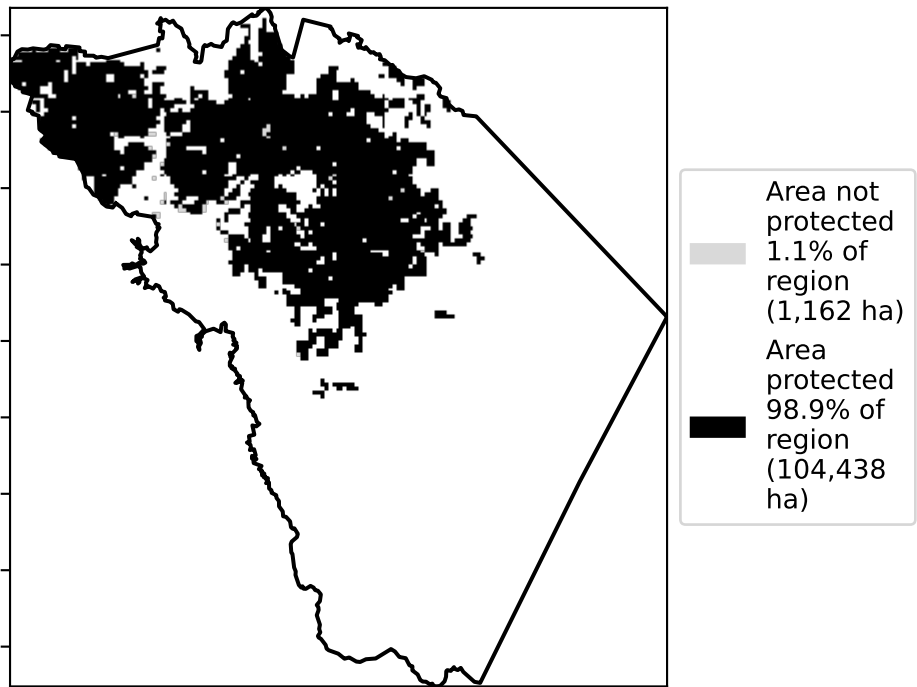 Area not
protected
1.1% of
region
(1,162 ha)
Area
protected
98.9% of
region
(104,438
ha)